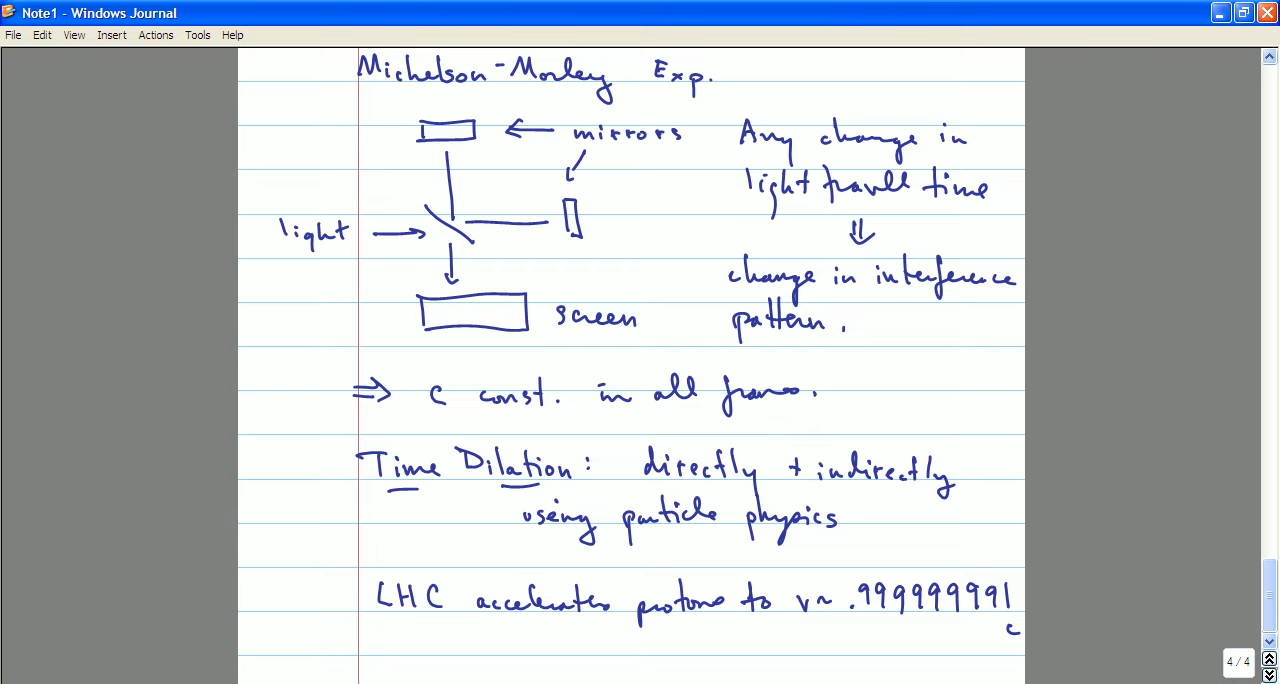 Note1 - Windows Journal
File Edit View Insert Actions Tools Help
Michelson-Morley Exp.
mirrors
Any change in
light travel time
⇓
light
change in interference
pattern.
screen
⇒ c const. in all frames.
Time Dilation: directly + indirectly
using particle physics
LHC accelerates protons to v~ .999999991
c
4 / 4